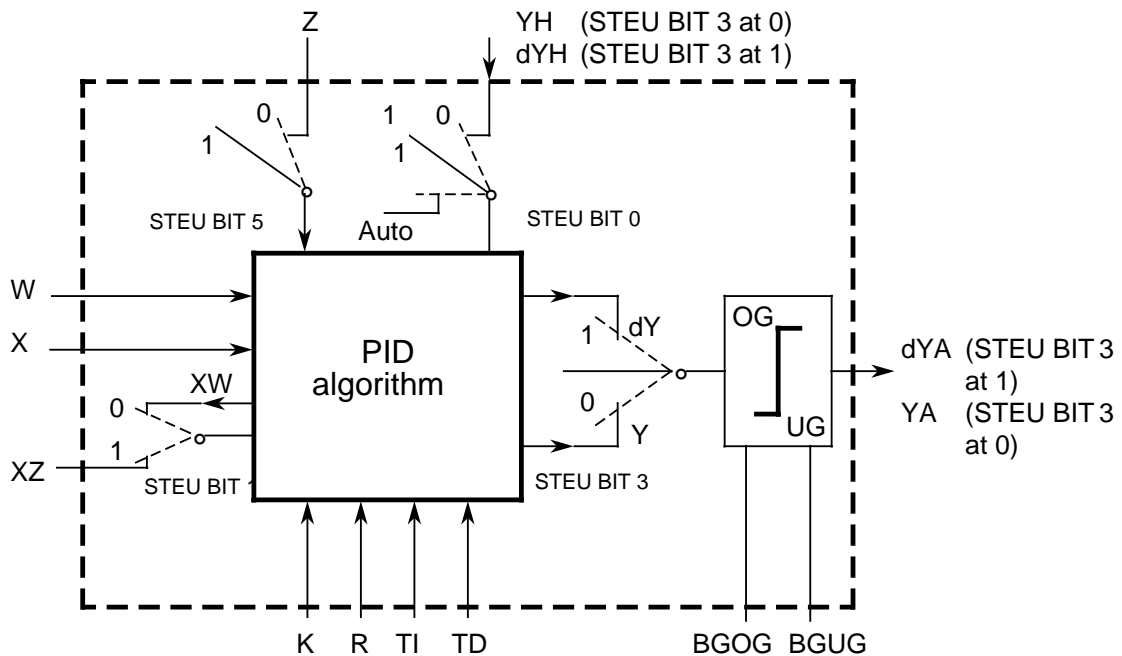 Z
YH (STEU BIT 3 at 0)
dYH (STEU BIT 3 at 1)
0
1
1
0
1
STEU BIT 5
Auto
STEU BIT 0
W
X
XW
0
1
XZ
STEU BIT
PID
algorithm
1
dY
0
Y
STEU BIT 3
OG
UG
dYA (STEU BIT 3
at 1)
YA (STEU BIT 3
at 0)
K R TI TD
BGOG BGUG